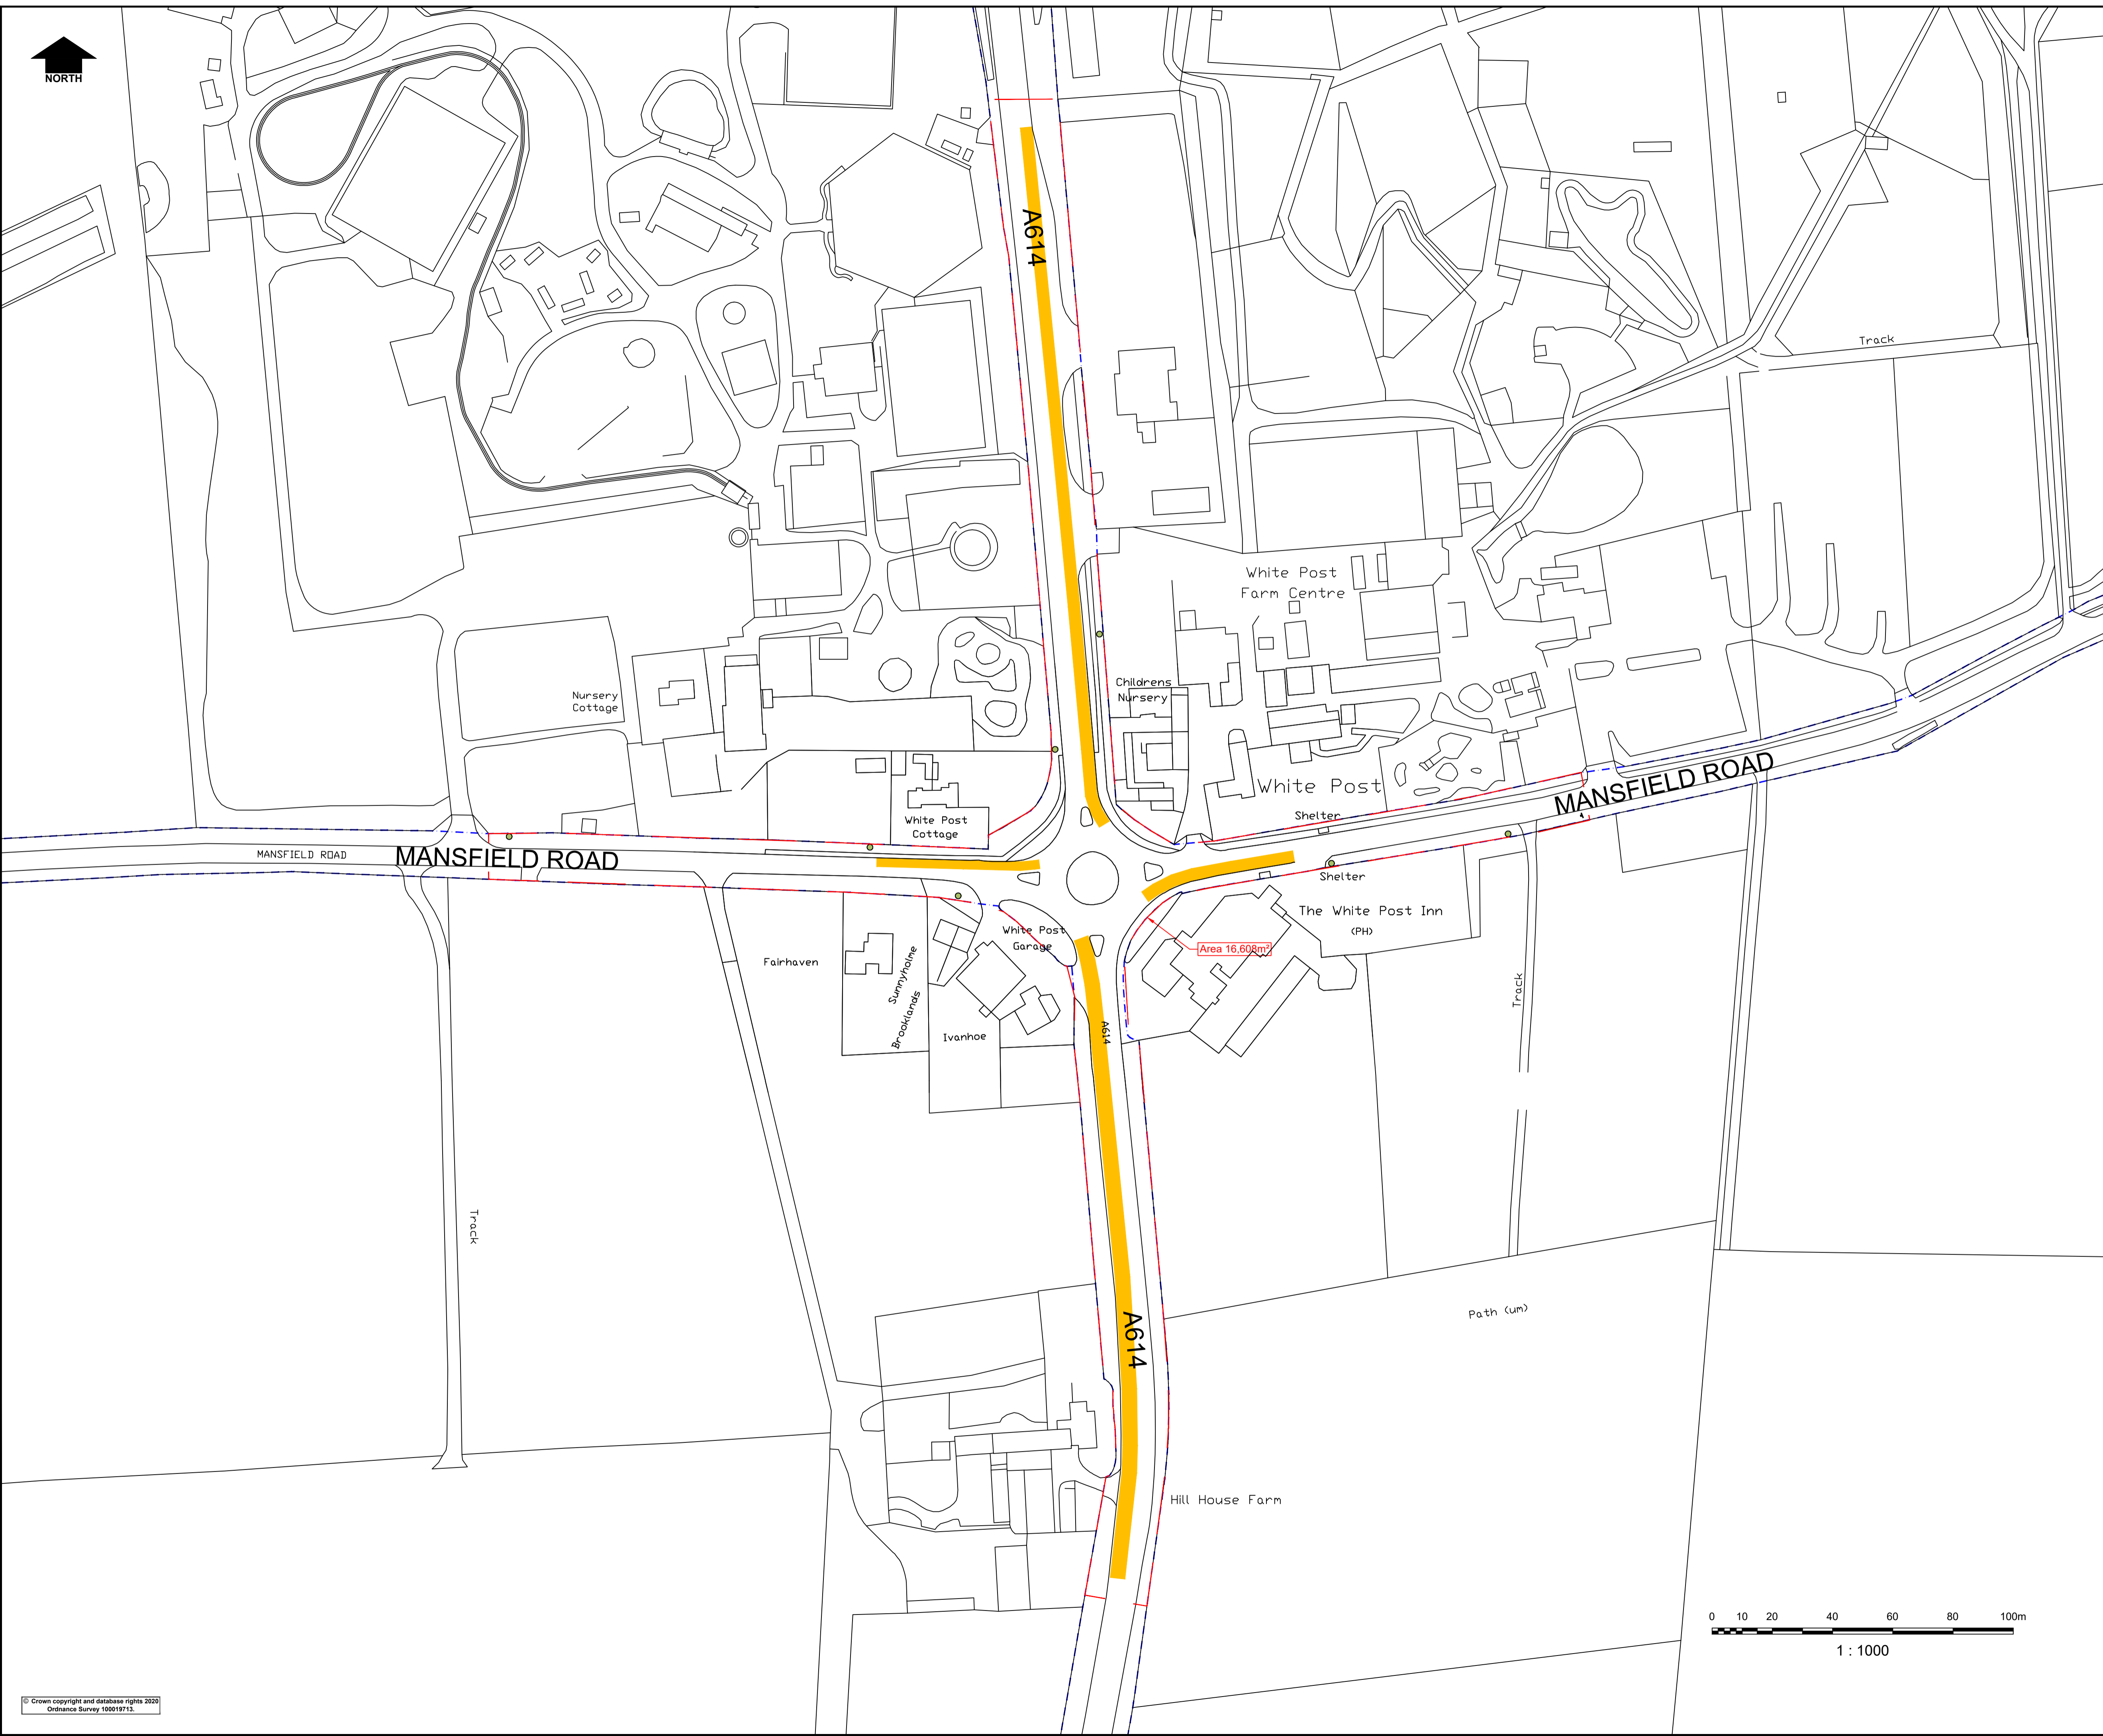 NORTH
A614
Track
White Post
Farm Centre
Childrens
Nursery
Nursery
Cottage
White Post
Shelter
MANSFIELD ROAD
White Post
Cottage
MANSFIELD ROAD
MANSFIELD ROAD
Shelter
The White Post Inn
(PH)
White Post
Garage
Area 16,608m²
Fairhaven
Sunnyholme
Brooklands
Ivanhoe
A614
Track
Track
A614
Path (um)
Hill House Farm
0 10 20 40 60 80 100m
1 : 1000
© Crown copyright and database rights 2020
Ordnance Survey 100019713.